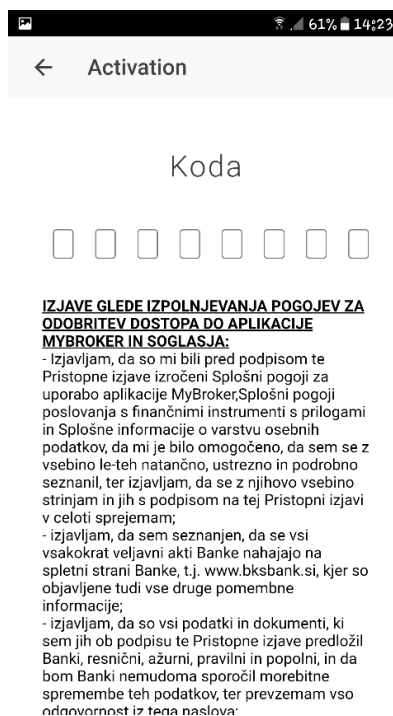 61% 14:23
Activation
Koda
IZJAVE GLEDE IZPOLNJEVANJA POGOJEV ZA
ODOBRITEV DOSTOPA DO APLIKACIJE
MYBROKER IN SOGLASJA:
- Izjavljam, da so mi bili pred podpisom te
Pristopne izjave izročeni Splošni pogoji za
uporabo aplikacije MyBroker,Splošni pogoji
poslovanja s finančnimi instrumenti s prilogami
in Splošne informacije o varstvu osebnih
podatkov, da mi je bilo omogočeno, da sem se z
vsebino le-teh natančno, ustrezno in podrobno
seznanil, ter izjavljam, da se z njihovo vsebino
strinjam in jih s podpisom na tej Pristopni izjavi
v celoti sprejemam;
- izjavljam, da sem seznanjen, da se vsi
vsakokrat veljavni akti Banke nahajajo na
spletni strani Banke, t.j. www.bksbank.si, kjer so
objavljene tudi vse druge pomembne
informacije;
- izjavljam, da so vsi podatki in dokumenti, ki
sem jih ob podpisu te Pristopne izjave predložil
Banki, resnični, ažurni, pravilni in popolni, in da
bom Banki nemudoma sporočil morebitne
spremembe teh podatkov, ter prevzemam vso
odgovornost iz tega naslova;